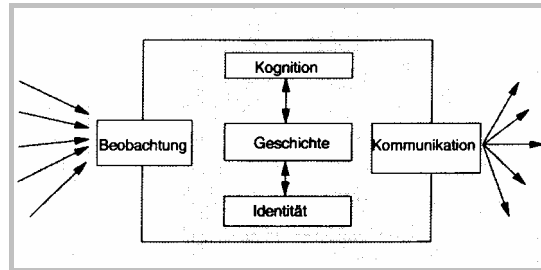 Kognition
Beobachtung
Geschichte
Kommunikation
Identität